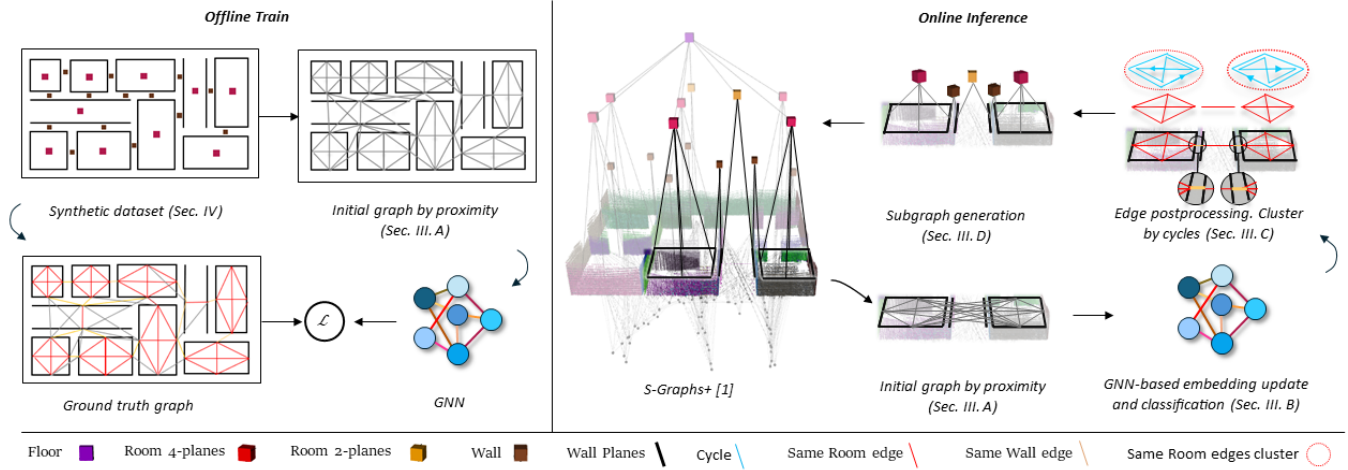 Offline Train
Synthetic dataset (Sec. IV)
Initial graph by proximity
(Sec. III. A)
Ground truth graph
ℒ
GNN
Online Inference
S-Graphs+ [1]
Subgraph generation
(Sec. III. D)
Edge postprocessing. Cluster
by cycles (Sec. III. C)
Initial graph by proximity
(Sec. III. A)
GNN-based embedding update
and classification (Sec. III. B)
Floor Room 4-planes Room 2-planes Wall Wall Planes Cycle Same Room edge Same Wall edge Same Room edges cluster